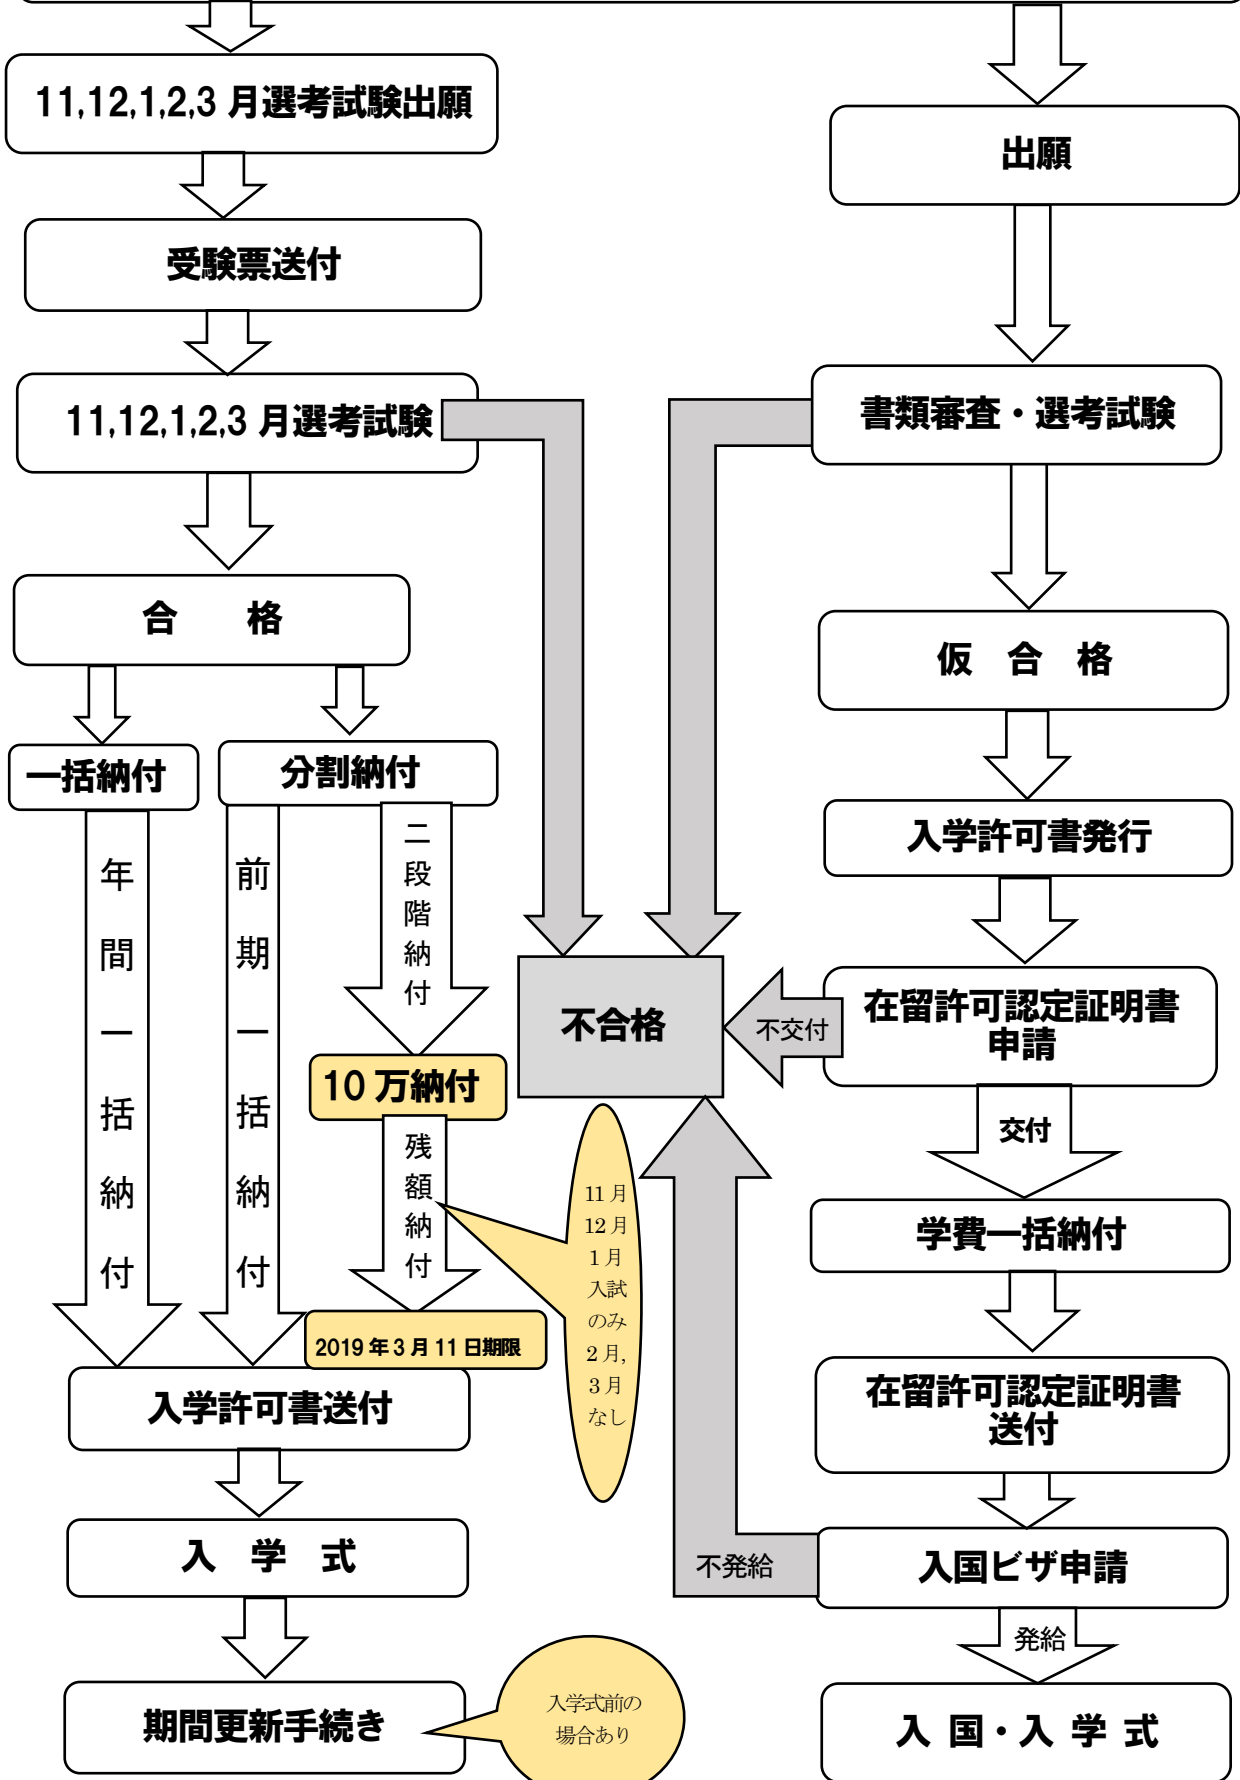 11,12,1,2,3 月選考試験出願
受験票送付
11,12,1,2,3 月選考試験
合　格
一括納付
分割納付
年間一括納付
前期一括納付
二段階納付
10 万納付
残額納付
11 月
12 月
1 月
入試
のみ
2 月,
3 月
なし
2019 年 3 月 11 日期限
入学許可書送付
入　学　式
期間更新手続き
入学式前の
場合あり
不合格
出願
書類審査・選考試験
仮　合　格
入学許可書発行
在留許可認定証明書
申請
不交付
交付
学費一括納付
在留許可認定証明書
送付
入国ビザ申請
不発給
発給
入 国・入 学 式